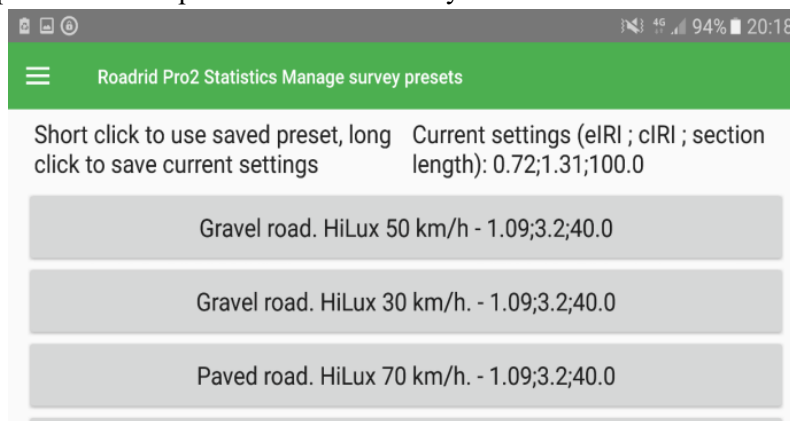 94% 20:18
Roadrid Pro2 Statistics Manage survey presets
Short click to use saved preset, long
click to save current settings
Current settings (eIRI ; cIRI ; section
length): 0.72;1.31;100.0
Gravel road. HiLux 50 km/h - 1.09;3.2;40.0
Gravel road. HiLux 30 km/h. - 1.09;3.2;40.0
Paved road. HiLux 70 km/h. - 1.09;3.2;40.0